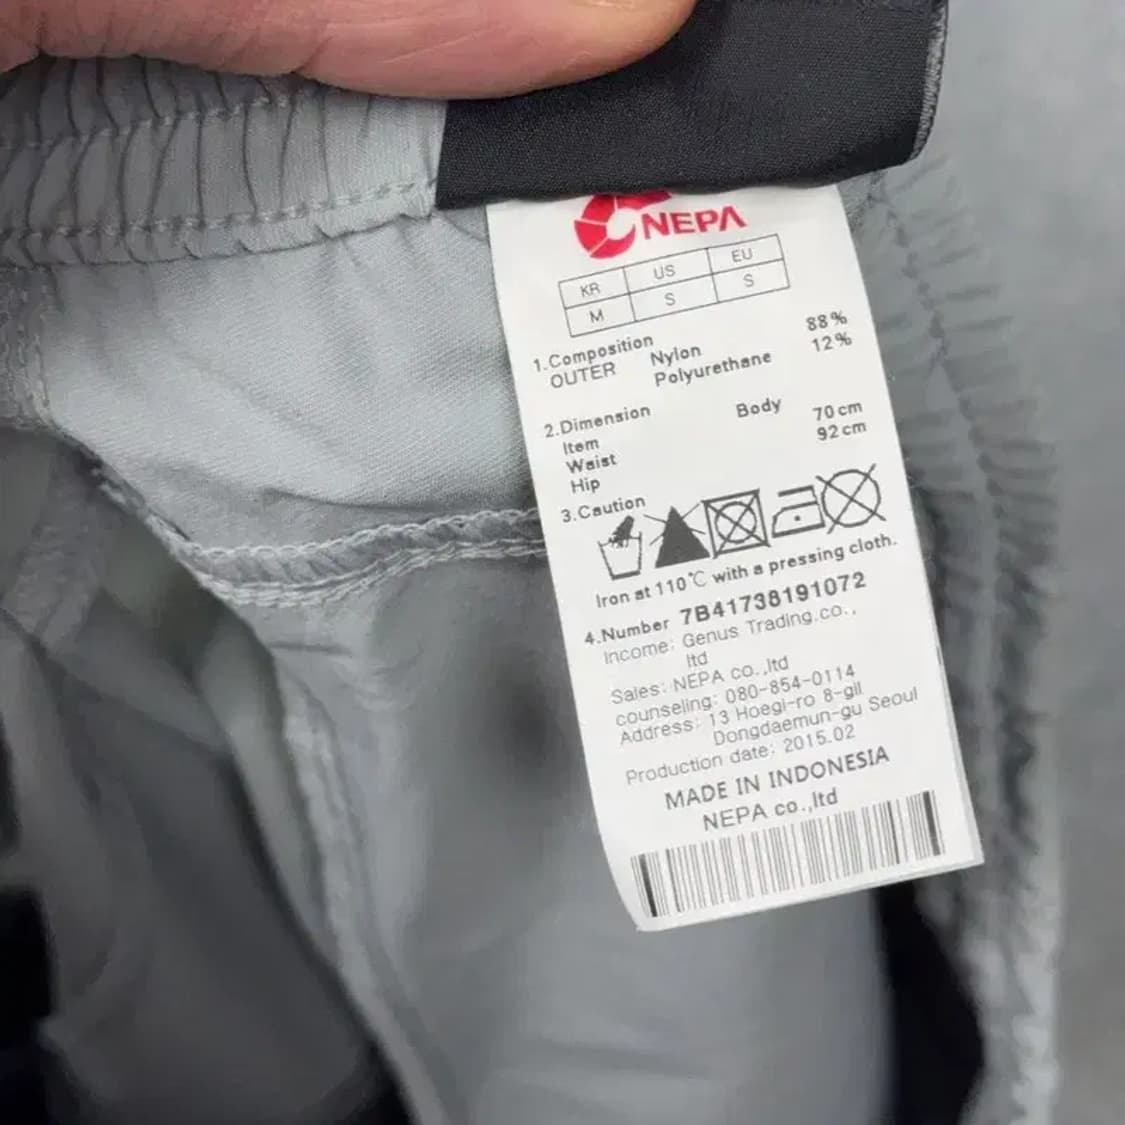 NEPA
KR US EU
M S S
1.Composition
OUTER Nylon 88%
Polyurethane 12%
2.Dimension
Item Body
Waist 70cm
Hip 92cm
3.Caution
Iron at 110℃ with a pressing cloth.
4.Number 7B41738191072
Income: Genus Trading.co.,
ltd
Sales: NEPA co.,ltd
counseling: 080-854-0114
Address: 13 Hoegi-ro 8-gil
Dongdaemun-gu Seoul
Production date: 2015.02
MADE IN INDONESIA
NEPA co.,ltd